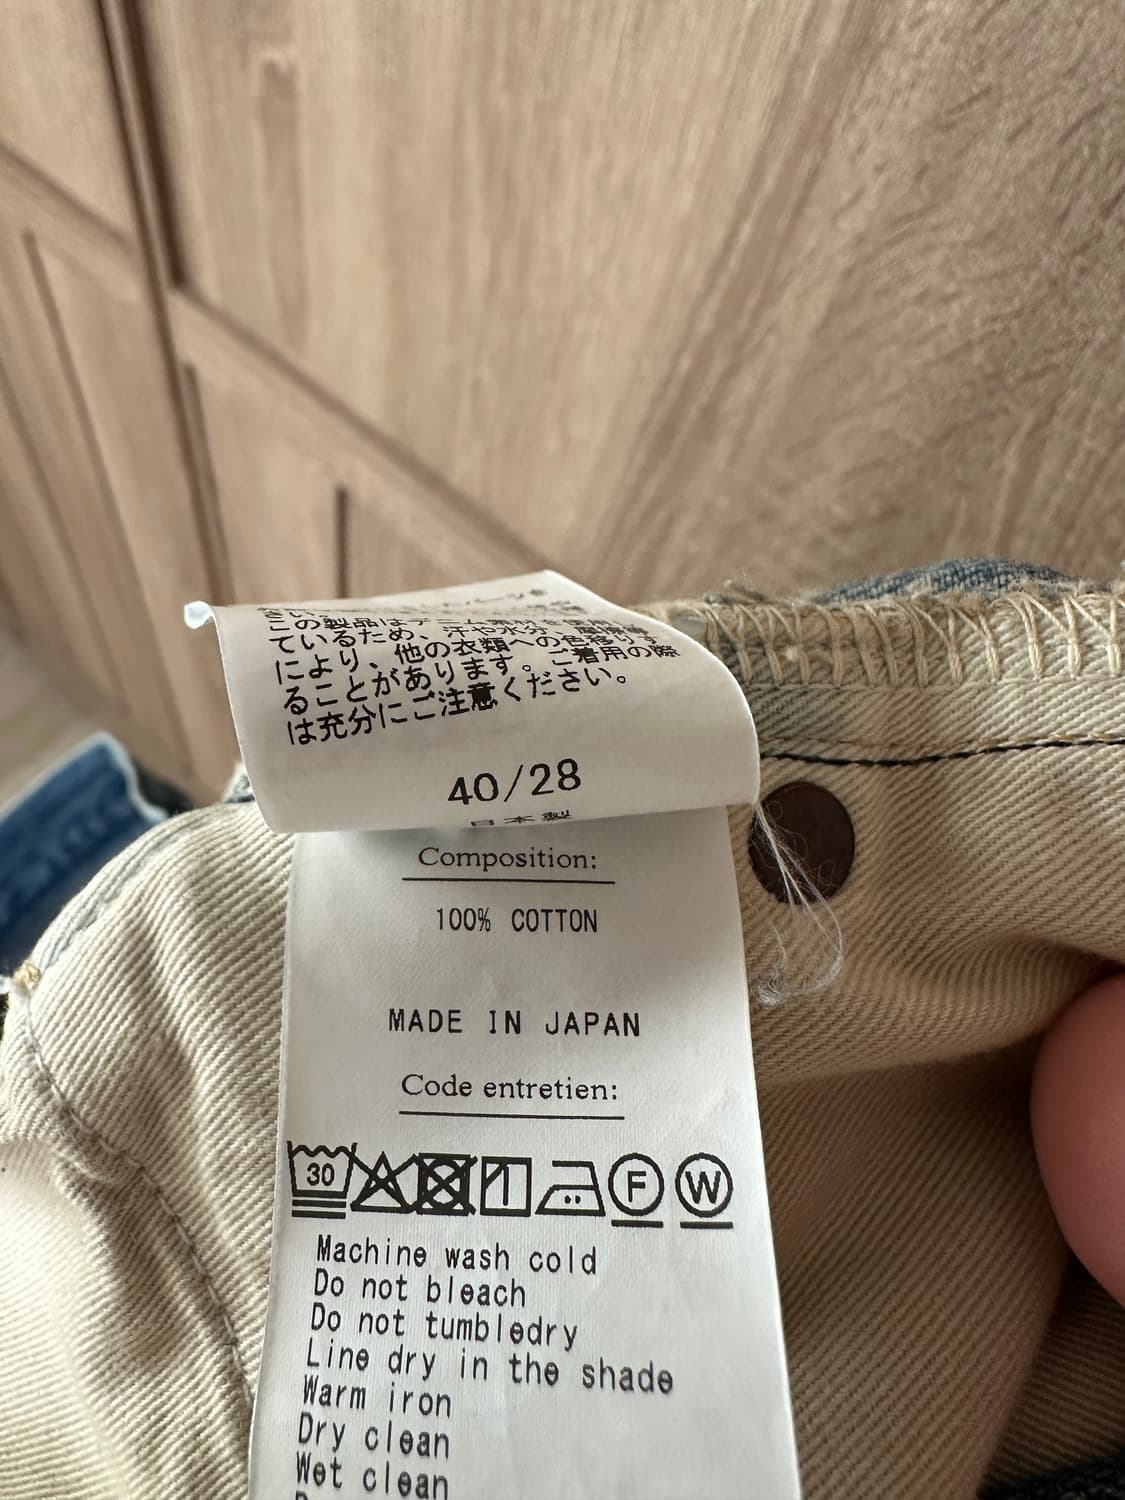 さい。
この製品はデニム素材を使用し
ているため、汗や水分、摩擦等
により、他の衣類への色移りす
ることがあります。ご着用の際
は充分にご注意ください。
40/28
日本製
Composition:
100% COTTON
MADE IN JAPAN
Code entretien:
30 F W
Machine wash cold
Do not bleach
Do not tumbledry
Line dry in the shade
Warm iron
Dry clean
Wet clean